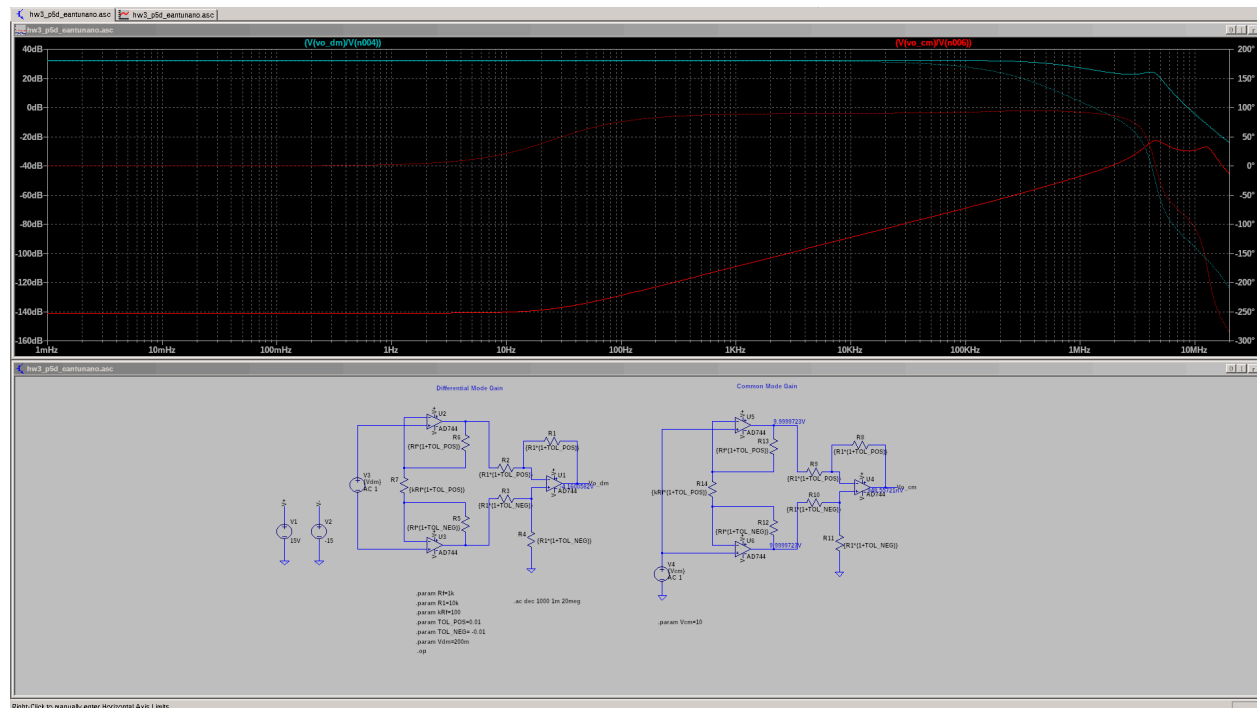 hw3_p5d_eantunano.asc hw3_p5d_eantunano.asc
hw3_p5d_eantunano.asc
(V(vo_dm)/V(n004)) (V(vo_cm)/V(n006))
40dB 200°
20dB 150°
0dB 100°
-20dB 50°
-40dB 0°
-60dB -50°
-80dB -100°
-100dB -150°
-120dB -200°
-140dB -250°
-160dB -300°
1mHz 10mHz 100mHz 1Hz 10Hz 100Hz 1KHz 10KHz 100KHz 1MHz 10MHz
hw3_p5d_eantunano.asc
Differential Mode Gain
V+
U2
AD744
V-
R6
{Rf*(1+TOL_POS)}
R1
{R1*(1+TOL_POS)}
R2
{R1*(1+TOL_POS)}
V3
{Vdm}
AC 1
R7
{kRf*(1+TOL_POS)}
U1
AD744
Vo_dm
R3
{R1*(1+TOL_NEG)}
R5
{Rf*(1+TOL_NEG)}
R4
{R1*(1+TOL_NEG)}
U3
AD744
V+
V1
15V
V-
V2
-15
.param Rf=1k
.param R1=10k
.param kRf=100
.param TOL_POS=0.01
.param TOL_NEG= -0.01
.param Vdm=200m
.op
.ac dec 1000 1m 20meg
Common Mode Gain
U5
9.9999723V
AD744
R13
{Rf*(1+TOL_POS)}
R8
{R1*(1+TOL_POS)}
R9
{R1*(1+TOL_POS)}
R14
{kRf*(1+TOL_POS)}
U4
AD744
Vo_cm
R10
{R1*(1+TOL_NEG)}
R12
{Rf*(1+TOL_NEG)}
R11
{R1*(1+TOL_NEG)}
U6
9.9999723V
AD744
V4
{Vcm}
AC 1
.param Vcm=10
Right-Click to manually enter Horizontal Axis Limits